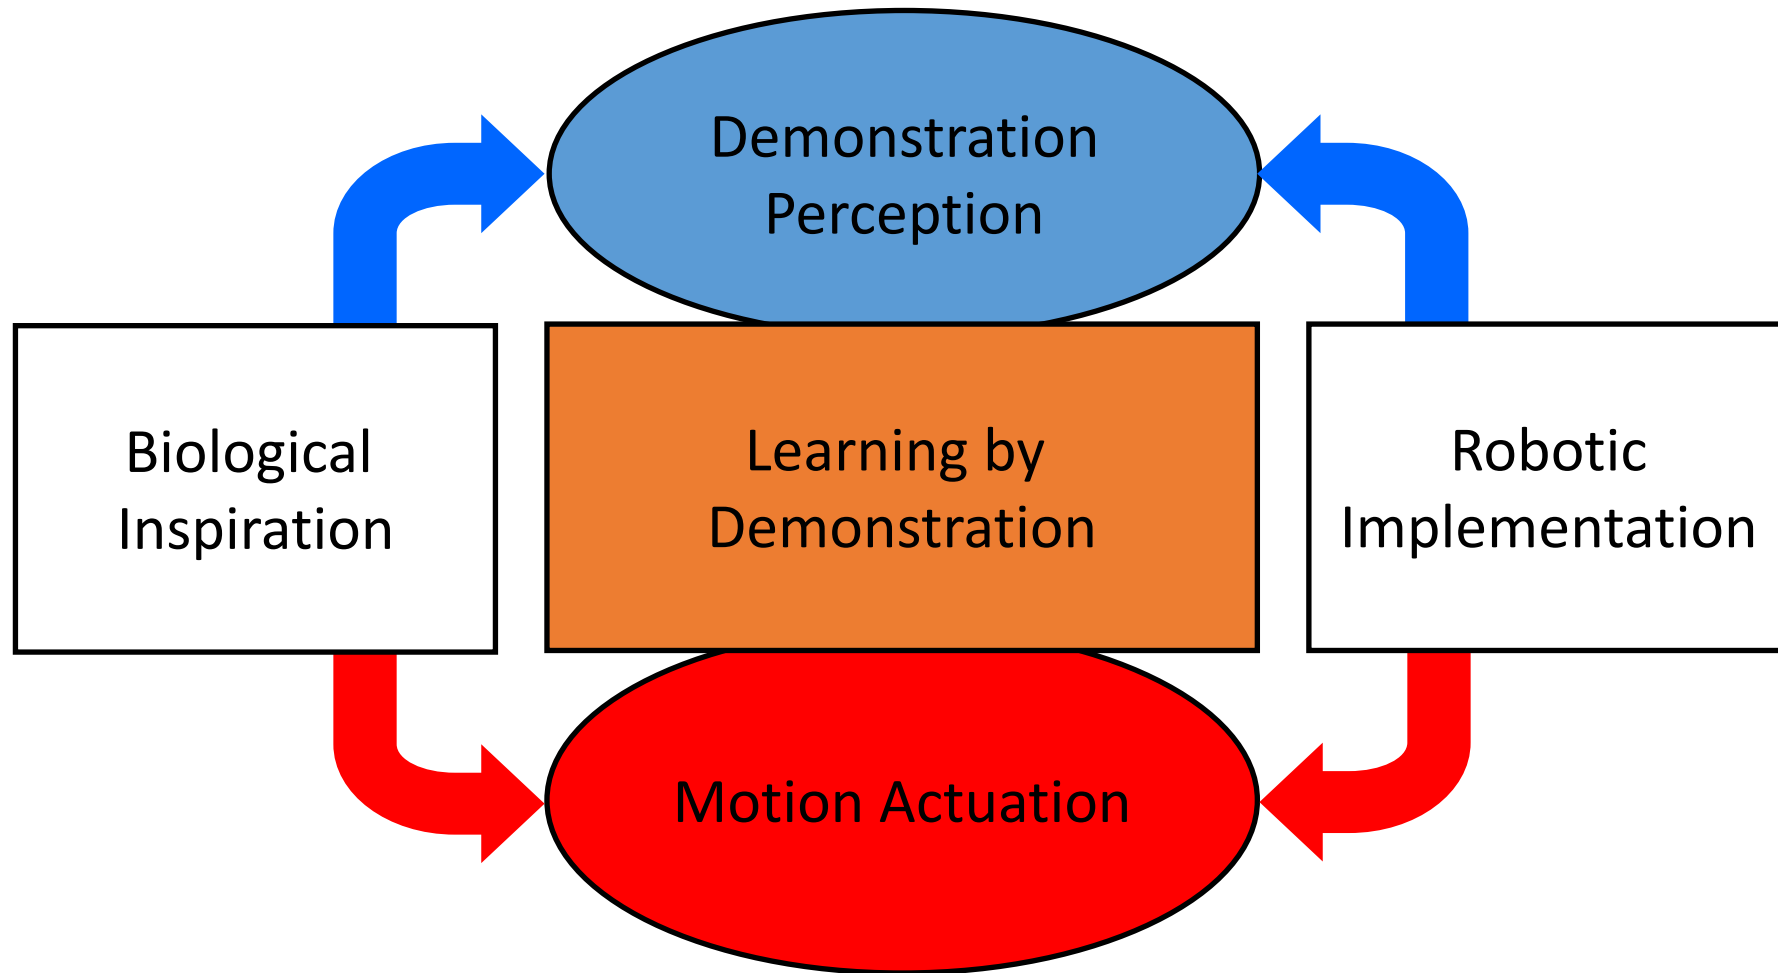 Demonstration
Perception
Biological
Inspiration
Learning by
Demonstration
Robotic
Implementation
Motion Actuation